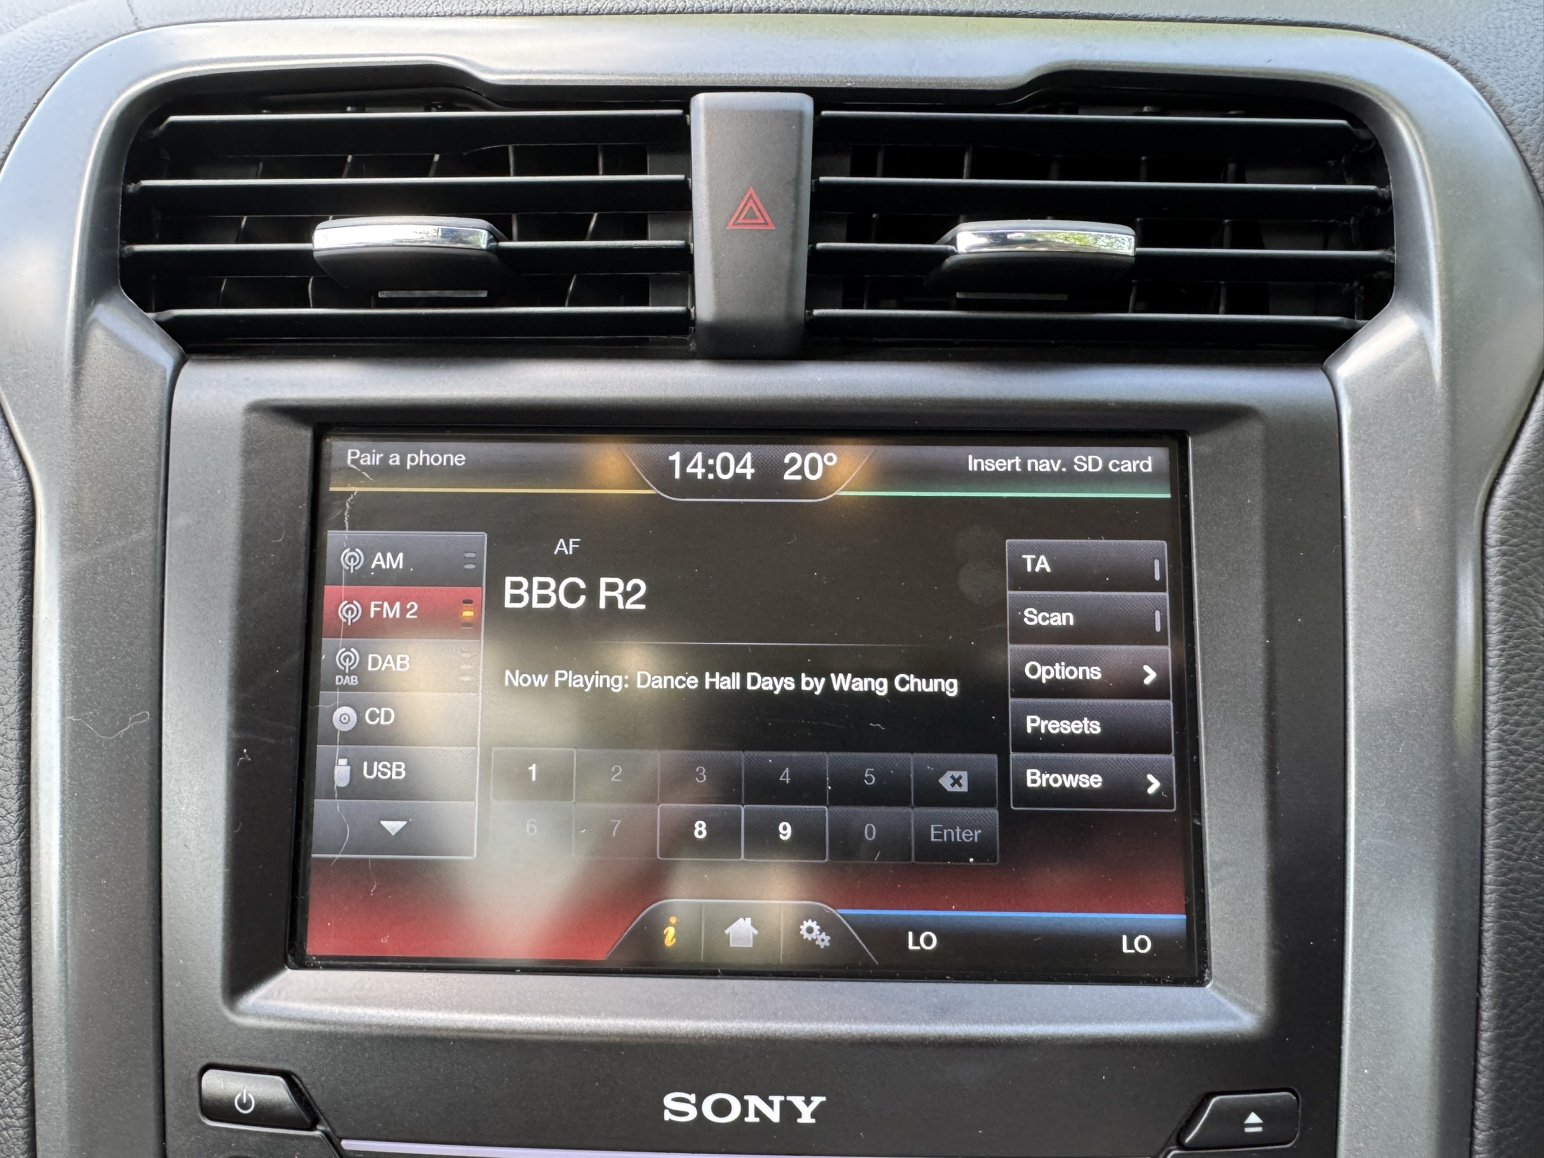 Pair a phone
14:04 20°
Insert nav. SD card
AM
FM 2
DAB
DAB
CD
USB
AF
BBC R2
Now Playing: Dance Hall Days by Wang Chung
1 2 3 4 5
6 7 8 9 0 Enter
TA
Scan
Options
Presets
Browse
i
LO LO
SONY